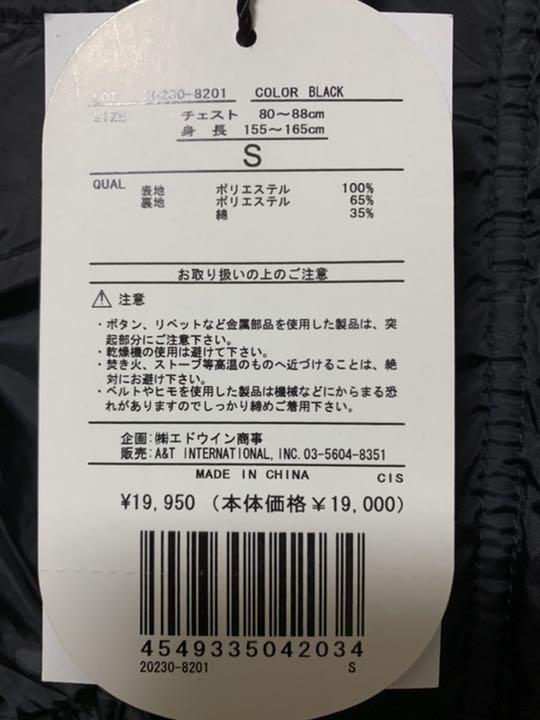 LOT 20230-8201 COLOR BLACK
SIZE チェスト 80～88cm
身 長 155～165cm
S
QUAL 表地 ポリエステル 100%
裏地 ポリエステル 65%
綿 35%
お取り扱いの上のご注意
注意
・ボタン、リベットなど金属部品を使用した製品は、突
起部分にご注意下さい。
・乾燥機の使用は避けて下さい。
・焚き火、ストーブ等高温のものへ近づけることは、絶
対にお避け下さい。
・ベルトやヒモを使用した製品は機械などにからまる恐
れがありますのでしっかり締めご着用下さい。
企画：㈱エドウイン商事
販売：A&T INTERNATIONAL, INC. 03-5604-8351
MADE IN CHINA
CIS
¥19,950 (本体価格¥19,000)
4549335042034
20230-8201 S